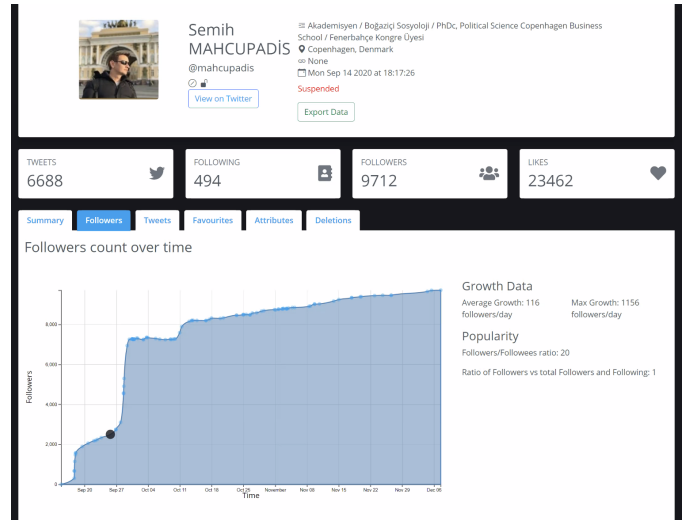 Semih
MAHCUPADİS
@mahcupadis
View on Twitter
Akademisyen / Boğaziçi Sosyoloji / PhDc, Political Science Copenhagen Business
School / Fenerbahçe Kongre Üyesi
Copenhagen, Denmark
None
Mon Sep 14 2020 at 18:17:26
Suspended
Export Data
TWEETS
6688
FOLLOWING
494
FOLLOWERS
9712
LIKES
23462
Summary Followers Tweets Favourites Attributes Deletions
Followers count over time
Followers
8,000
6,000
4,000
2,000
0
Sep 20 Sep 27 Oct 04 Oct 11 Oct 18 Oct 25 November Nov 08 Nov 15 Nov 22 Nov 29 Dec 06
Time
Growth Data
Average Growth: 116
followers/day
Max Growth: 1156
followers/day
Popularity
Followers/Followees ratio: 20
Ratio of Followers vs total Followers and Following: 1